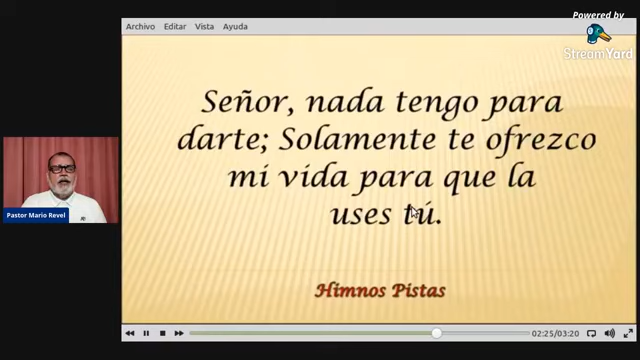 Powered by
StreamYard
Archivo Editar Vista Ayuda
Señor, nada tengo para
darte; Solamente te ofrezco
mi vida para que la
uses tú.
Himnos Pistas
Pastor Mario Revel
02:25/03:20